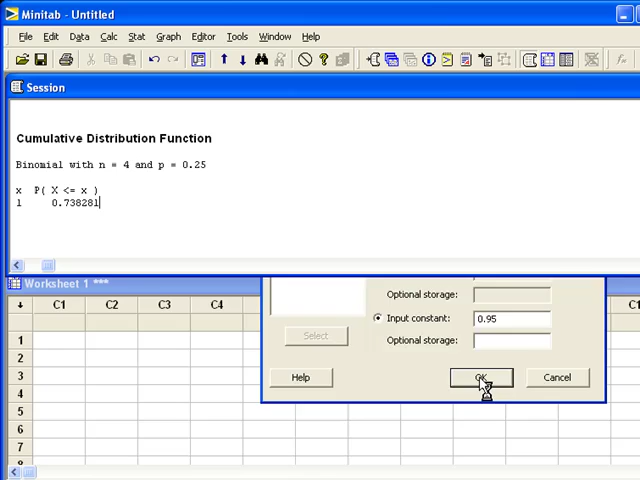 Minitab - Untitled
File Edit Data Calc Stat Graph Editor Tools Window Help
Session
Cumulative Distribution Function
Binomial with n = 4 and p = 0.25
x P( X <= x )
1 0.738281
Worksheet 1 ***
Optional storage:
Input constant: 0.95
Select
Optional storage:
Help OK Cancel
C1 C2 C3 C4
1
2
3
4
5
6
7